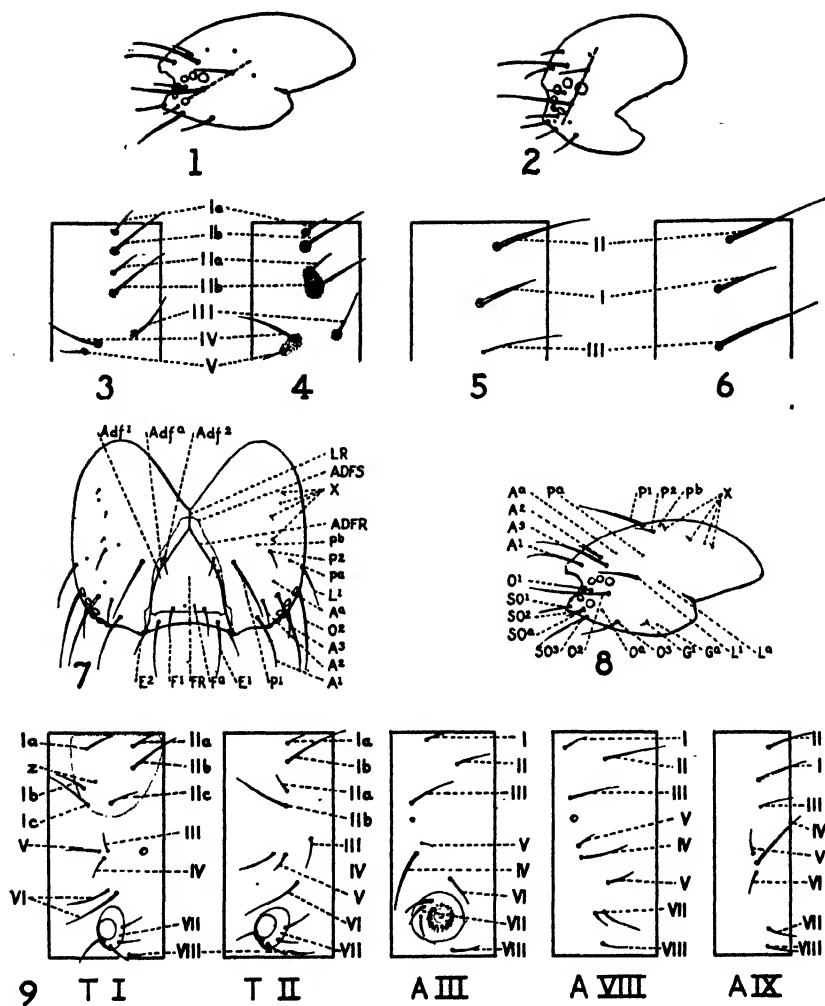 1
2
Ia
IIb
IIa
IIb
III
IV
V
3
4
II
I
III
5
6
Adf1 Adfa Adf2
LR
ADFS
X
ADFR
Pb
P2
Pa
L1
Aa
O2
A3
A2
A1
E2 F1 FR Fa E1 P1
7
Aa Pa P1 P2 Pb X
A2
A3
A1
O1
SO1
SO2
SOa
SO3 O2 Oa O3 G1 Ga L1 La
8
Ia
z
Ib
Ic
V
VI
IIa
IIb
IIc
III
IV
VII
VIII
Ia
Ib
IIa
IIb
III
IV
V
VI
VII
I
II
III
V
IV
VI
VII
VIII
I
II
III
V
IV
V
VII
VIII
II
I
III
IV
V
VI
VII
VIII
9 T I T II A III A VIII A IX